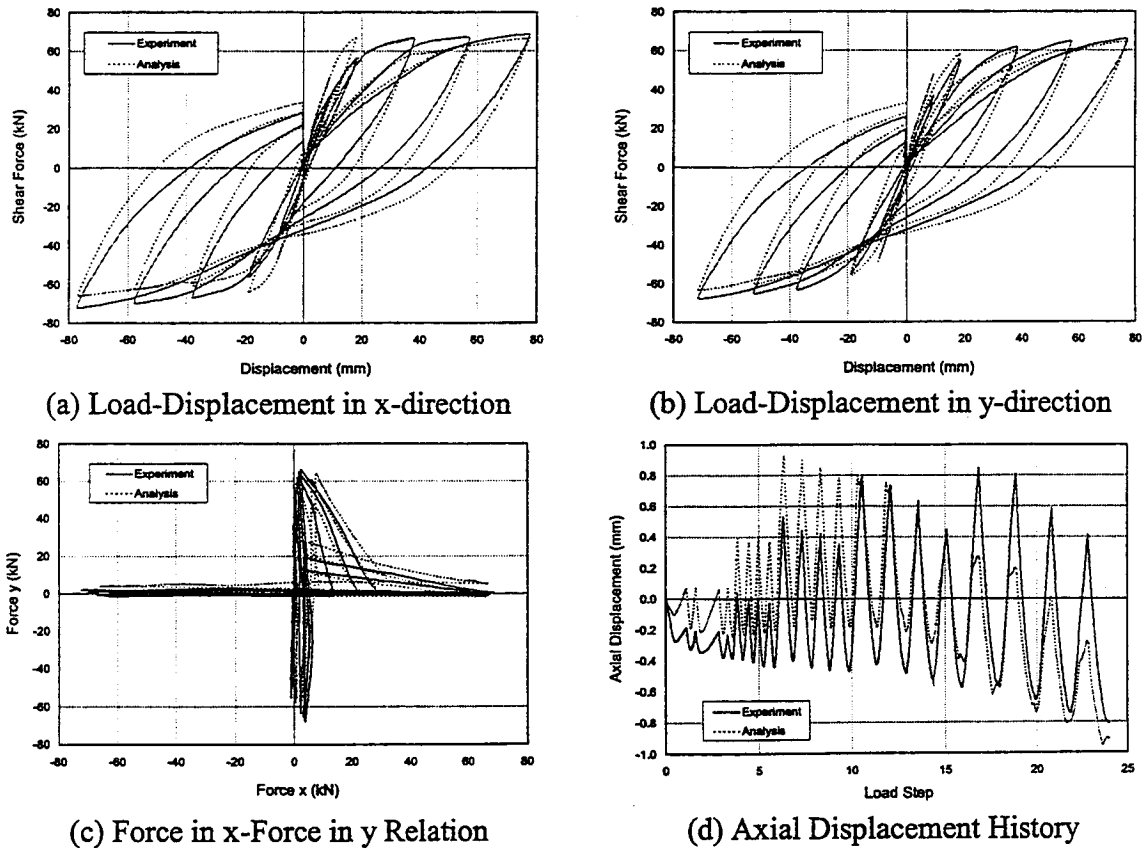 80
60
40
20
0
-20
-40
-60
-80
Shear Force (kN)
Experiment
Analysis
-80 -60 -40 -20 0 20 40 60 80
Displacement (mm)
(a) Load-Displacement in x-direction
80
60
40
20
0
-20
-40
-60
-80
Shear Force (kN)
Experiment
Analysis
-80 -60 -40 -20 0 20 40 60 80
Displacement (mm)
(b) Load-Displacement in y-direction
80
60
40
20
0
-20
-40
-60
-80
Force y (kN)
Experiment
Analysis
-80 -60 -40 -20 0 20 40 60 80
Force x (kN)
(c) Force in x-Force in y Relation
1.0
0.8
0.6
0.4
0.2
0.0
-0.2
-0.4
-0.6
-0.8
-1.0
Axial Displacement (mm)
Experiment
Analysis
0 5 10 15 20 25
Load Step
(d) Axial Displacement History